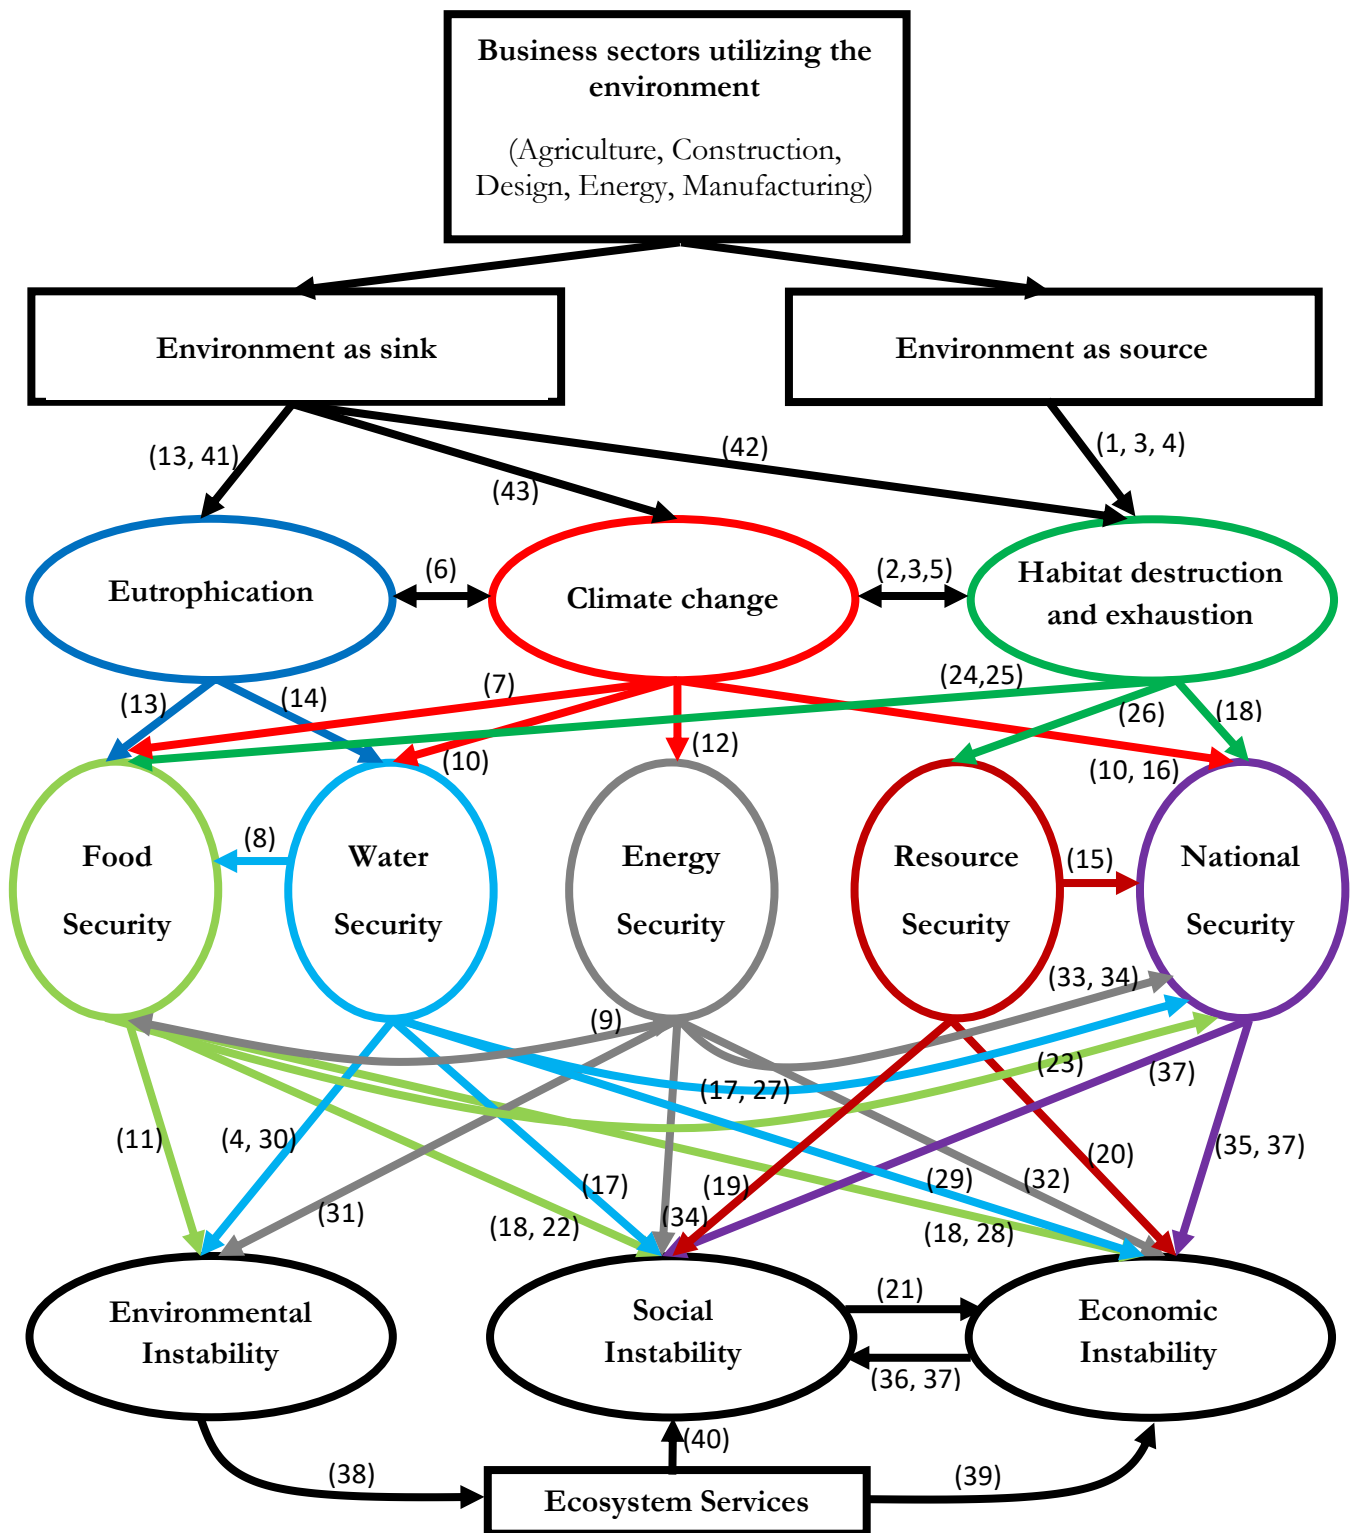 Business sectors utilizing the
environment
(Agriculture, Construction,
Design, Energy, Manufacturing)
Environment as sink
Environment as source
(13, 41)
(43)
(42)
(1, 3, 4)
Eutrophication
(6)
Climate change
(2,3,5)
Habitat destruction
and exhaustion
(13)
(14)
(7)
(10)
(12)
(24,25)
(26)
(18)
(10, 16)
Food
Security
(8)
Water
Security
Energy
Security
Resource
Security
(15)
National
Security
(9)
(33, 34)
(17, 27)
(23)
(37)
(11)
(4, 30)
(31)
(18, 22)
(17)
(34)
(19)
(29)
(18, 28)
(32)
(20)
(35, 37)
Environmental
Instability
Social
Instability
(21)
(36, 37)
Economic
Instability
(38)
(40)
(39)
Ecosystem Services